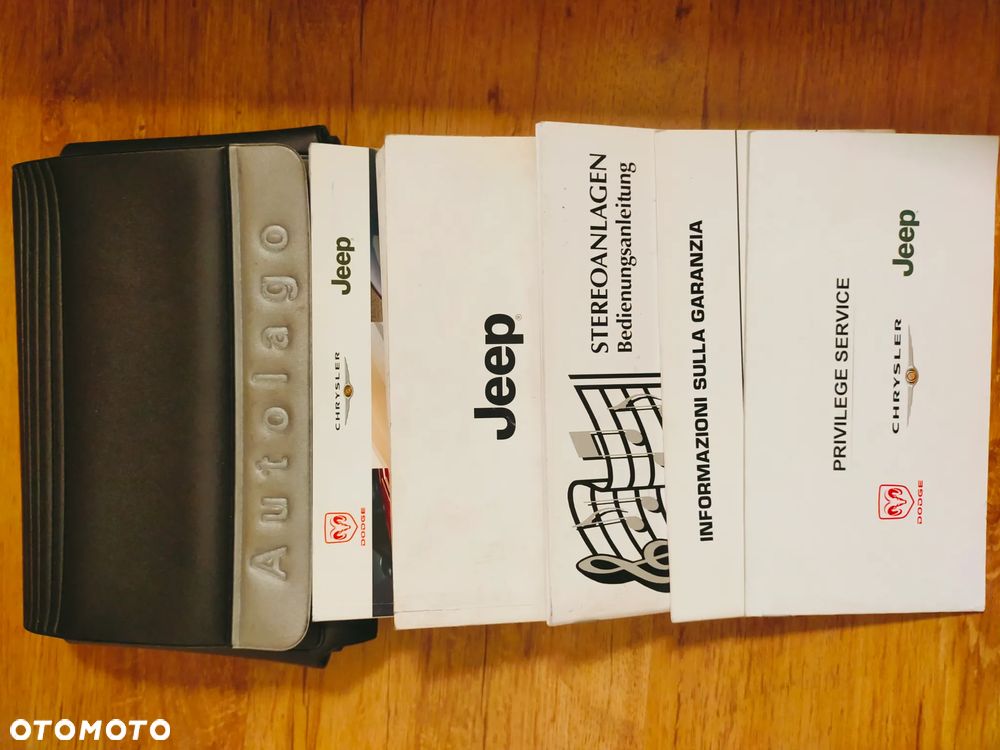 Autolago
Jeep
CHRYSLER
DODGE
Jeep
STEREOANLAGEN
Bedienungsanleitung
INFORMAZIONI SULLA GARANZIA
PRIVILEGE SERVICE
Jeep
CHRYSLER
DODGE
OTOMOTO